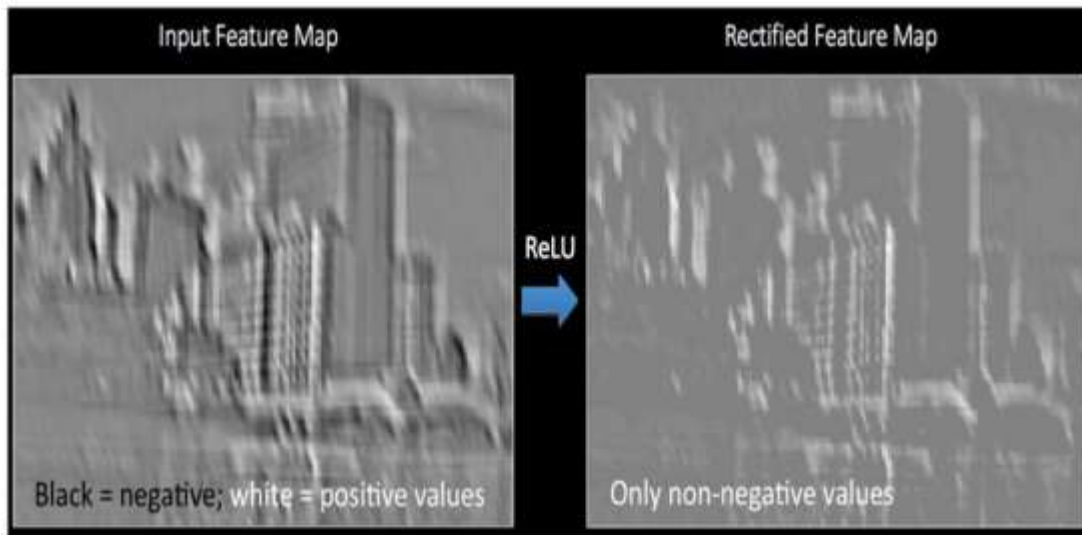 Input Feature Map
Rectified Feature Map
ReLU
Black = negative; white = positive values
Only non-negative values